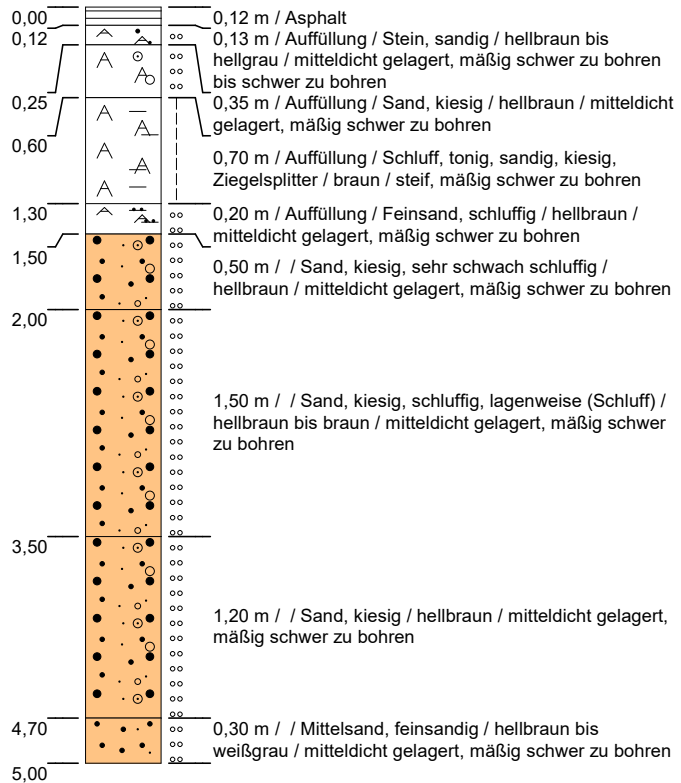 0,00
0,12 m / Asphalt
0,12
0,13 m / Auffüllung / Stein, sandig / hellbraun bis
hellgrau / mitteldicht gelagert, mäßig schwer zu bohren
bis schwer zu bohren
0,25
0,35 m / Auffüllung / Sand, kiesig / hellbraun / mitteldicht
gelagert, mäßig schwer zu bohren
0,60
0,70 m / Auffüllung / Schluff, tonig, sandig, kiesig,
Ziegelsplitter / braun / steif, mäßig schwer zu bohren
1,30
0,20 m / Auffüllung / Feinsand, schluffig / hellbraun /
mitteldicht gelagert, mäßig schwer zu bohren
1,50
0,50 m / / Sand, kiesig, sehr schwach schluffig /
hellbraun / mitteldicht gelagert, mäßig schwer zu bohren
2,00
1,50 m / / Sand, kiesig, schluffig, lagenweise (Schluff) /
hellbraun bis braun / mitteldicht gelagert, mäßig schwer
zu bohren
3,50
1,20 m / / Sand, kiesig / hellbraun / mitteldicht gelagert,
mäßig schwer zu bohren
4,70
0,30 m / / Mittelsand, feinsandig / hellbraun bis
weißgrau / mitteldicht gelagert, mäßig schwer zu bohren
5,00